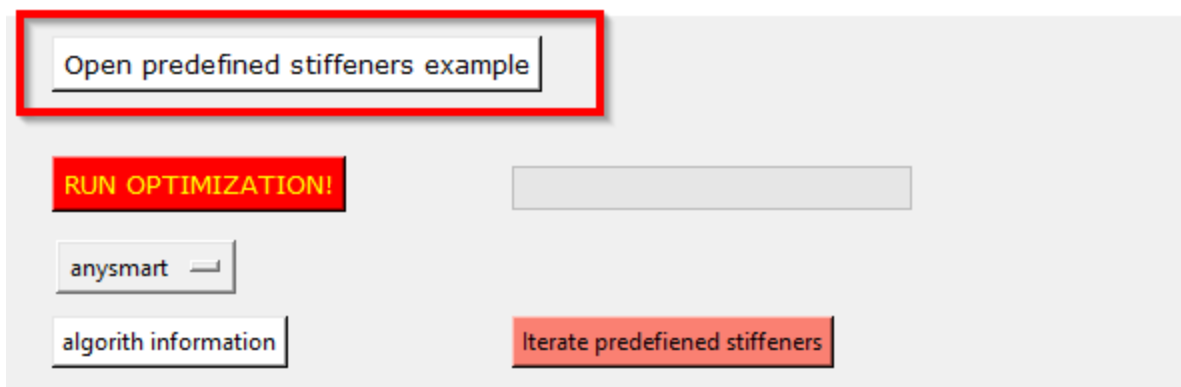 Open predefined stiffeners example
RUN OPTIMIZATION!
anysmart
algorith information
Iterate predefiened stiffeners